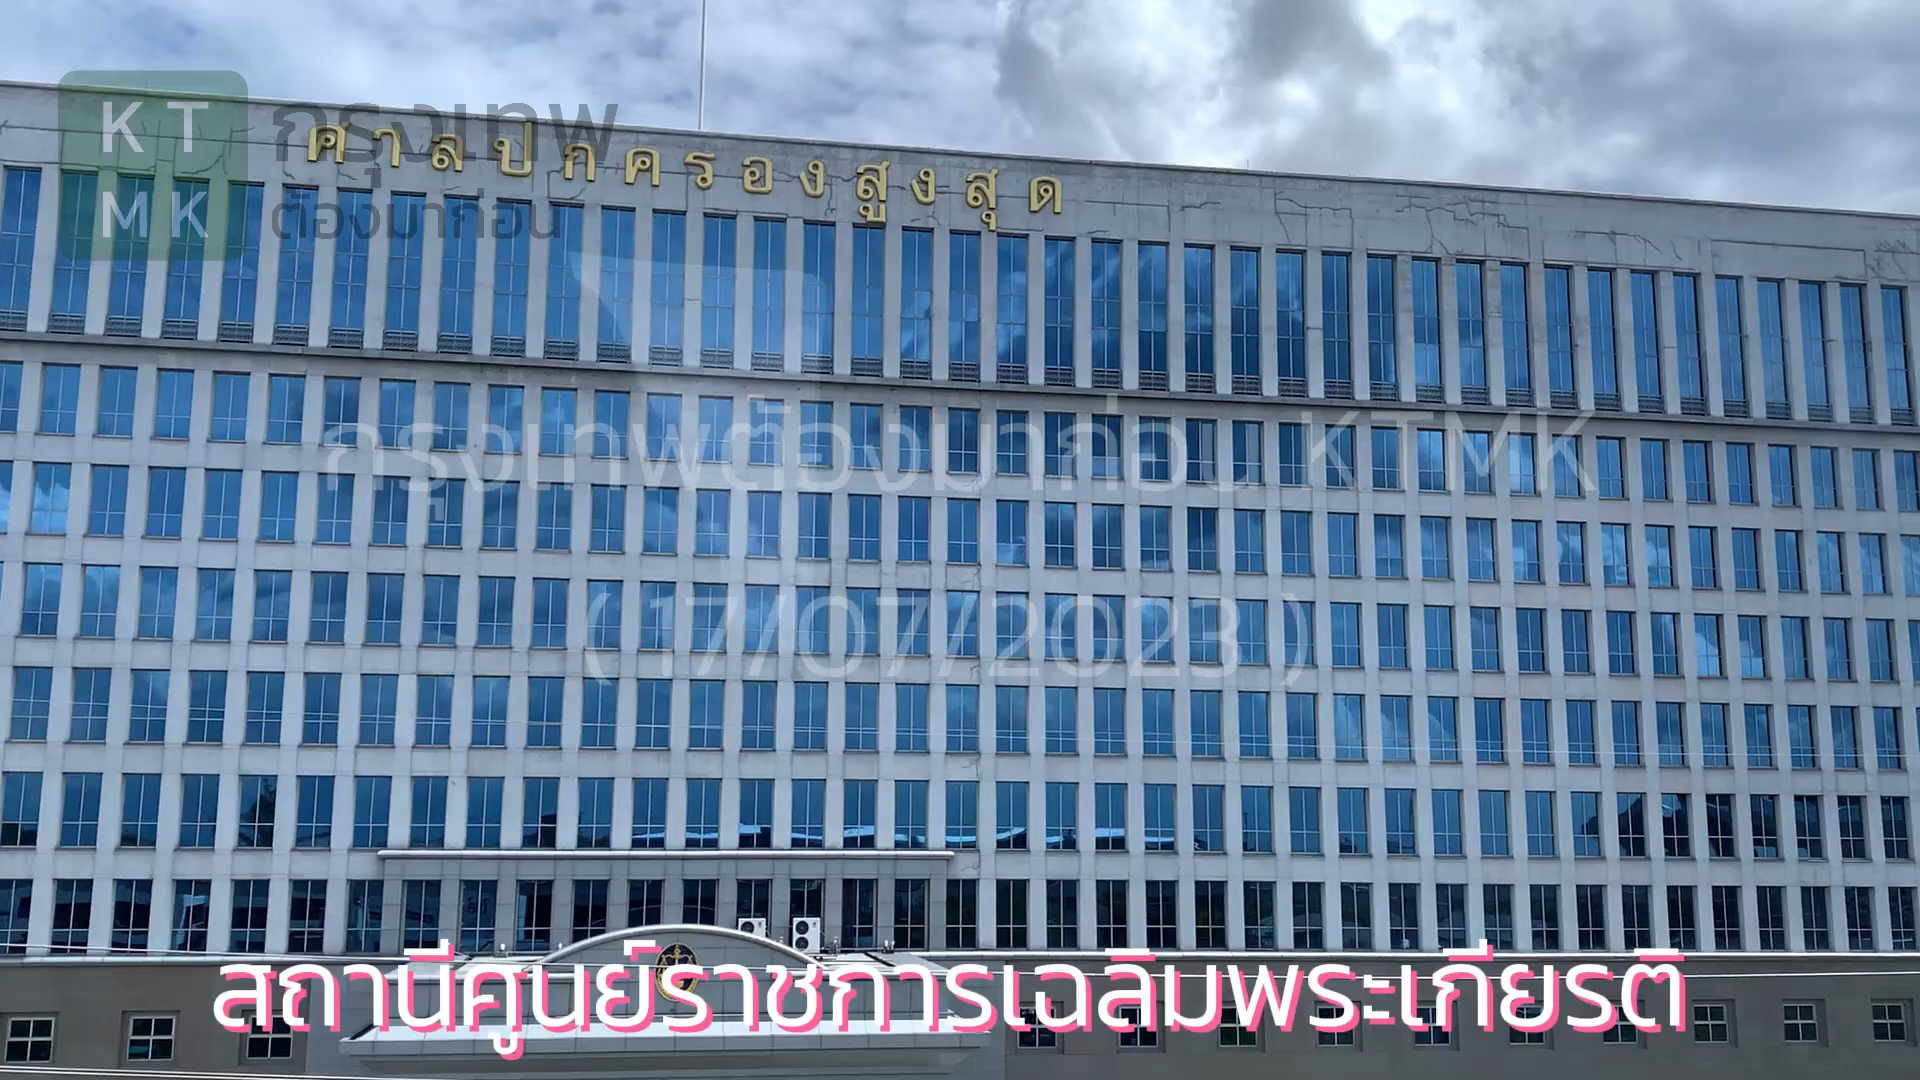 KT
MK
กรุงเทพ
ต้องมาก่อน
ศาลปกครองสูงสุด
กรุงเทพต้องมาก่อน KTMK
( 17/07/2023 )
สถานีศูนย์ราชการเฉลิมพระเกียรติ